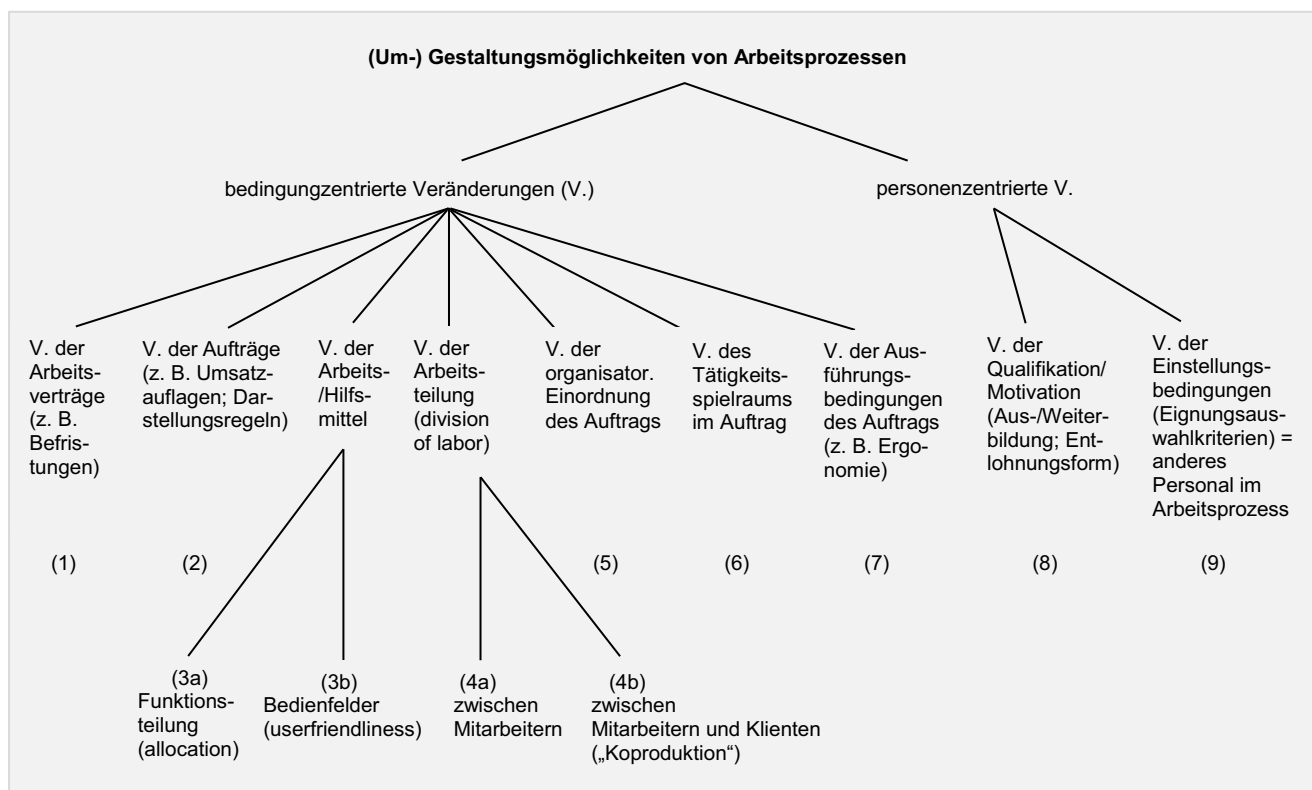 (Um-) Gestaltungsmöglichkeiten von Arbeitsprozessen
bedingungzentrierte Veränderungen (V.)
personenzentrierte V.
V. der
Arbeits-
verträge
(z. B.
Befris-
tungen)
V. der Aufträge
(z. B. Umsatz-
auflagen; Dar-
stellungsregeln)
V. der
Arbeits-
/Hilfs-
mittel
V. der
Arbeits-
teilung
(division
of labor)
V. der
organisator.
Einordnung
des Auftrags
V. des
Tätigkeits-
spielraums
im Auftrag
V. der Aus-
führungs-
bedingungen
des Auftrags
(z. B. Ergo-
nomie)
V. der
Qualifikation/
Motivation
(Aus-/Weiter-
bildung; Ent-
lohnungsform)
V. der
Einstellungs-
bedingungen
(Eignungsaus-
wahlkriterien) =
anderes
Personal im
Arbeitsprozess
(1)
(2)
(5)
(6)
(7)
(8)
(9)
(3a)
Funktions-
teilung
(allocation)
(3b)
Bedienfelder
(userfriendliness)
(4a)
zwischen
Mitarbeitern
(4b)
zwischen
Mitarbeitern und Klienten
(„Koproduktion“)